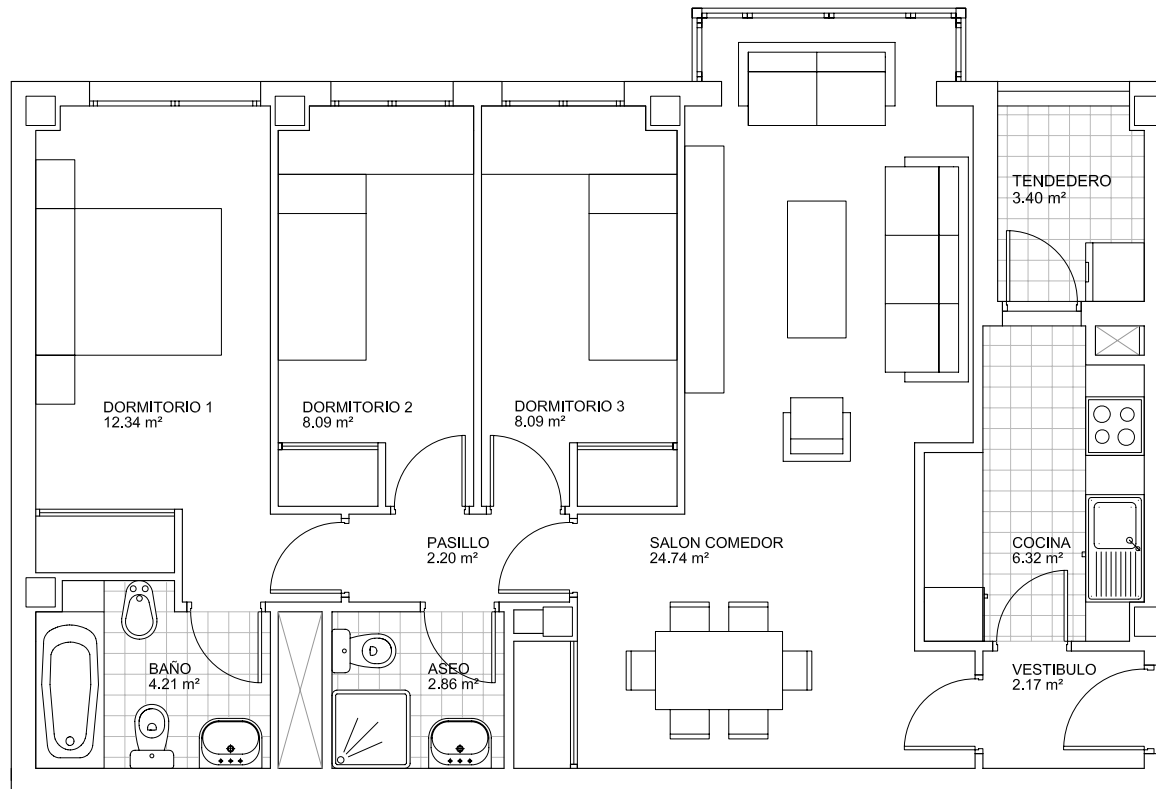 TENDEDERO
3.40 m²
DORMITORIO 1
12.34 m²
DORMITORIO 2
8.09 m²
DORMITORIO 3
8.09 m²
PASILLO
2.20 m²
SALON COMEDOR
24.74 m²
COCINA
6.32 m²
BAÑO
4.21 m²
ASEO
2.86 m²
VESTIBULO
2.17 m²